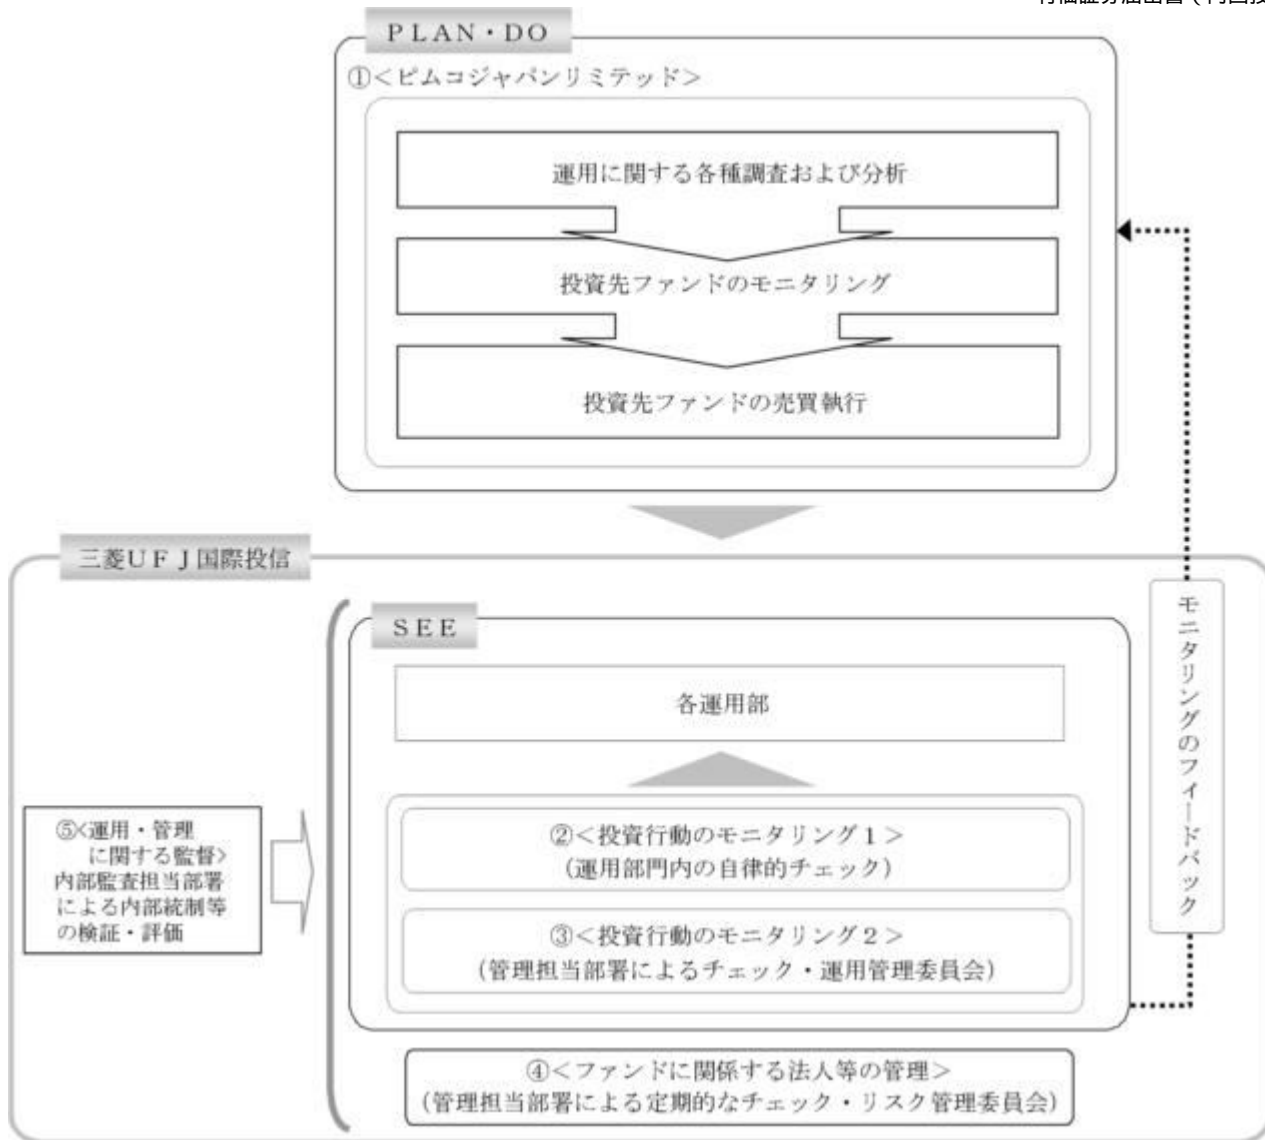 PLAN・DO
①<ピムコジャパンリミテッド>
運用に関する各種調査および分析
投資先ファンドのモニタリング
投資先ファンドの売買執行
三菱UFJ国際投信
SEE
各運用部
②<投資行動のモニタリング1>
(運用部門内の自律的チェック)
③<投資行動のモニタリング2>
(管理担当部署によるチェック・運用管理委員会)
④<ファンドに関係する法人等の管理>
(管理担当部署による定期的なチェック・リスク管理委員会)
⑤<運用・管理
に関する監督>
内部監査担当部署
による内部統制等
の検証・評価
モニタリングのフィードバック